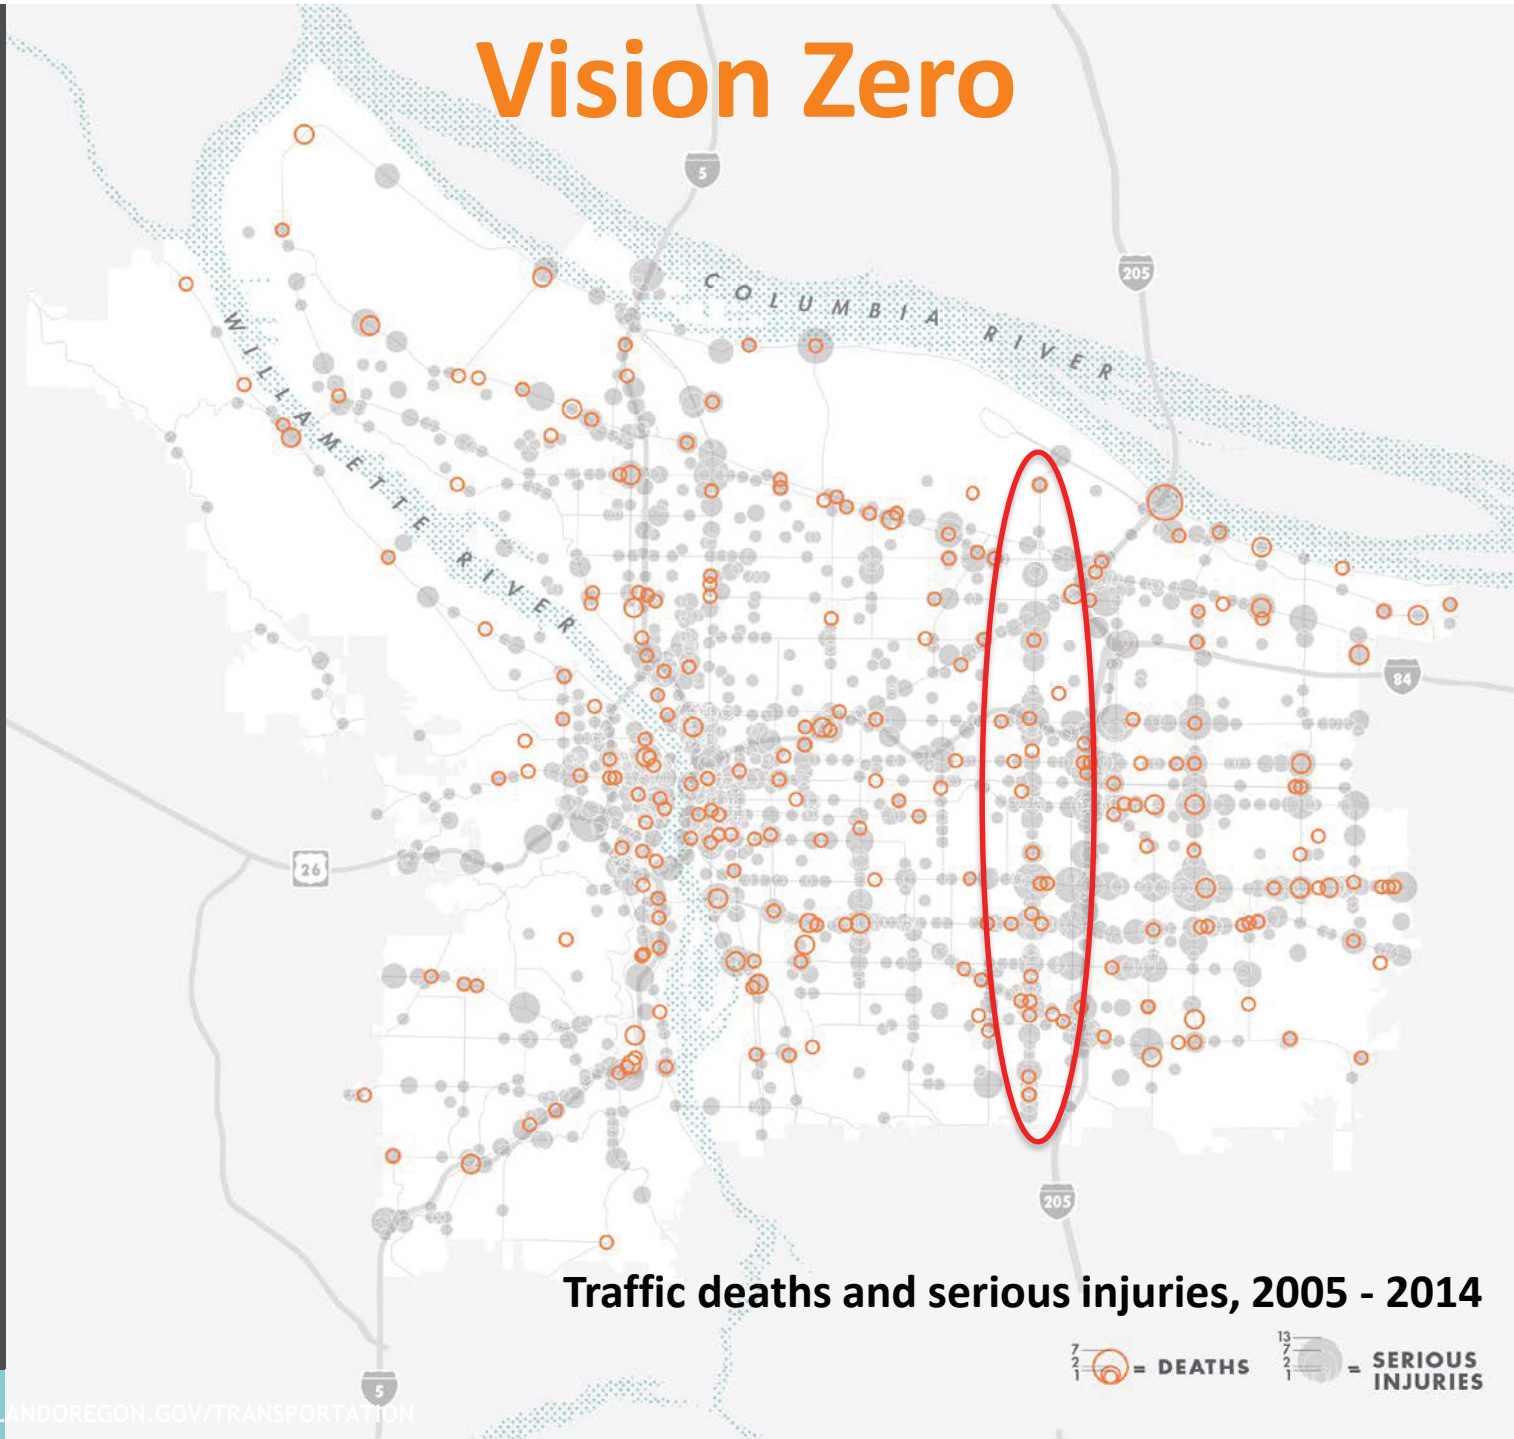 Vision Zero
5
205
COLUMBIA RIVER
WILLAMETTE RIVER
84
26
205
Traffic deaths and serious injuries, 2005 - 2014
7
2
1
= DEATHS
13
7
2
1
= SERIOUS
INJURIES
5
LANDOREGON.GOV/TRANSPORTATION